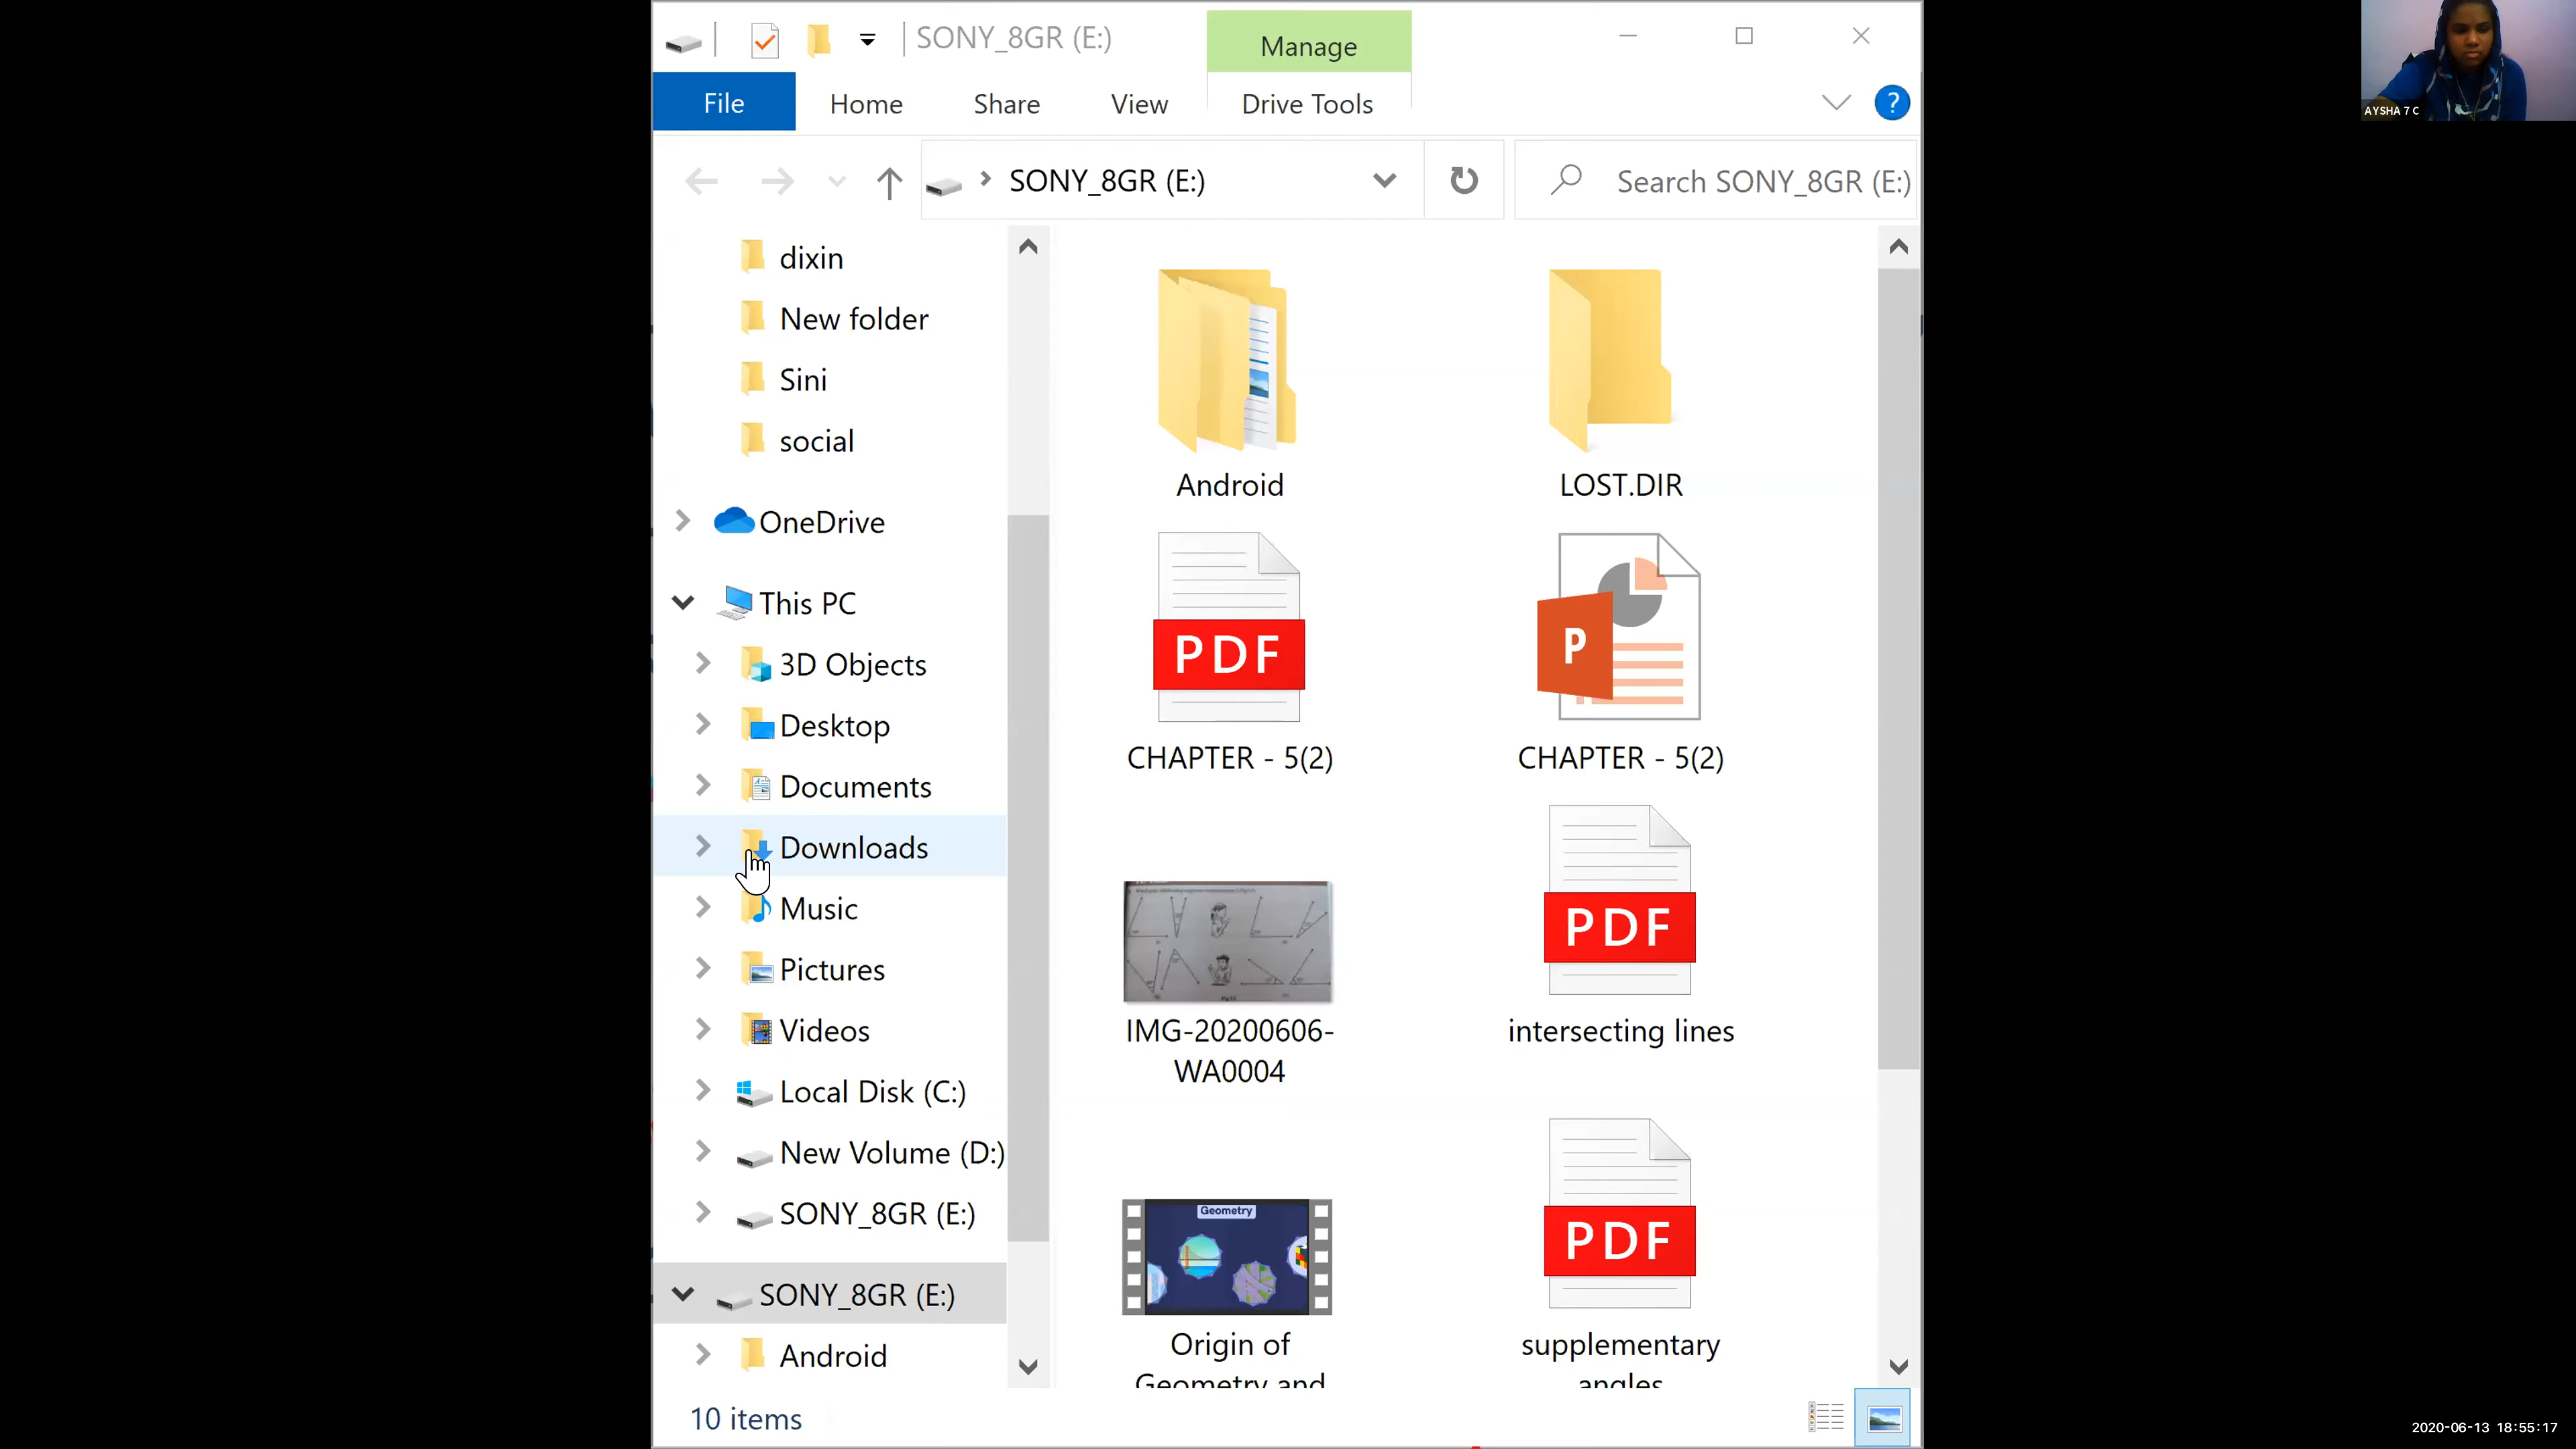 SONY_8GR (E:)
Manage
File
Home
Share
View
Drive Tools
?
SONY_8GR (E:)
Search SONY_8GR (E:)
dixin
New folder
Sini
social
OneDrive
This PC
3D Objects
Desktop
Documents
Downloads
Music
Pictures
Videos
Local Disk (C:)
New Volume (D:)
SONY_8GR (E:)
SONY_8GR (E:)
Android
Android
LOST.DIR
PDF
P
CHAPTER - 5(2)
CHAPTER - 5(2)
PDF
IMG-20200606-
WA0004
intersecting lines
Geometry
PDF
Origin of
Geometry and
supplementary
angles
10 items
AYSHA 7 C
2020-06-13 18:55:17